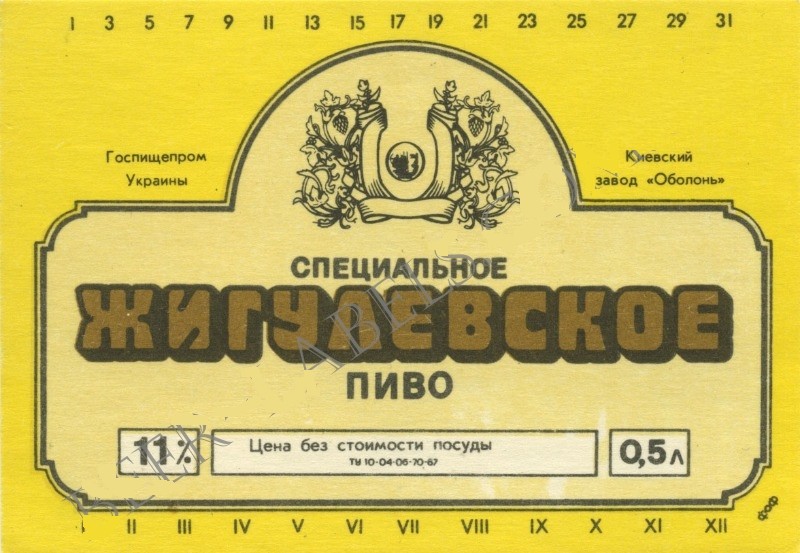 1 3 5 7 9 11 13 15 17 19 21 23 25 27 29 31
Госпищепром
Украины
Киевский
завод «Оболонь»
СПЕЦИАЛЬНОЕ
ЖИГУЛЕВСКОЕ
ПИВО
11%
Цена без стоимости посуды
ТУ 10-04-06-70-87
0,5л
I II III IV V VI VII VIII IX X XI XII
фоф